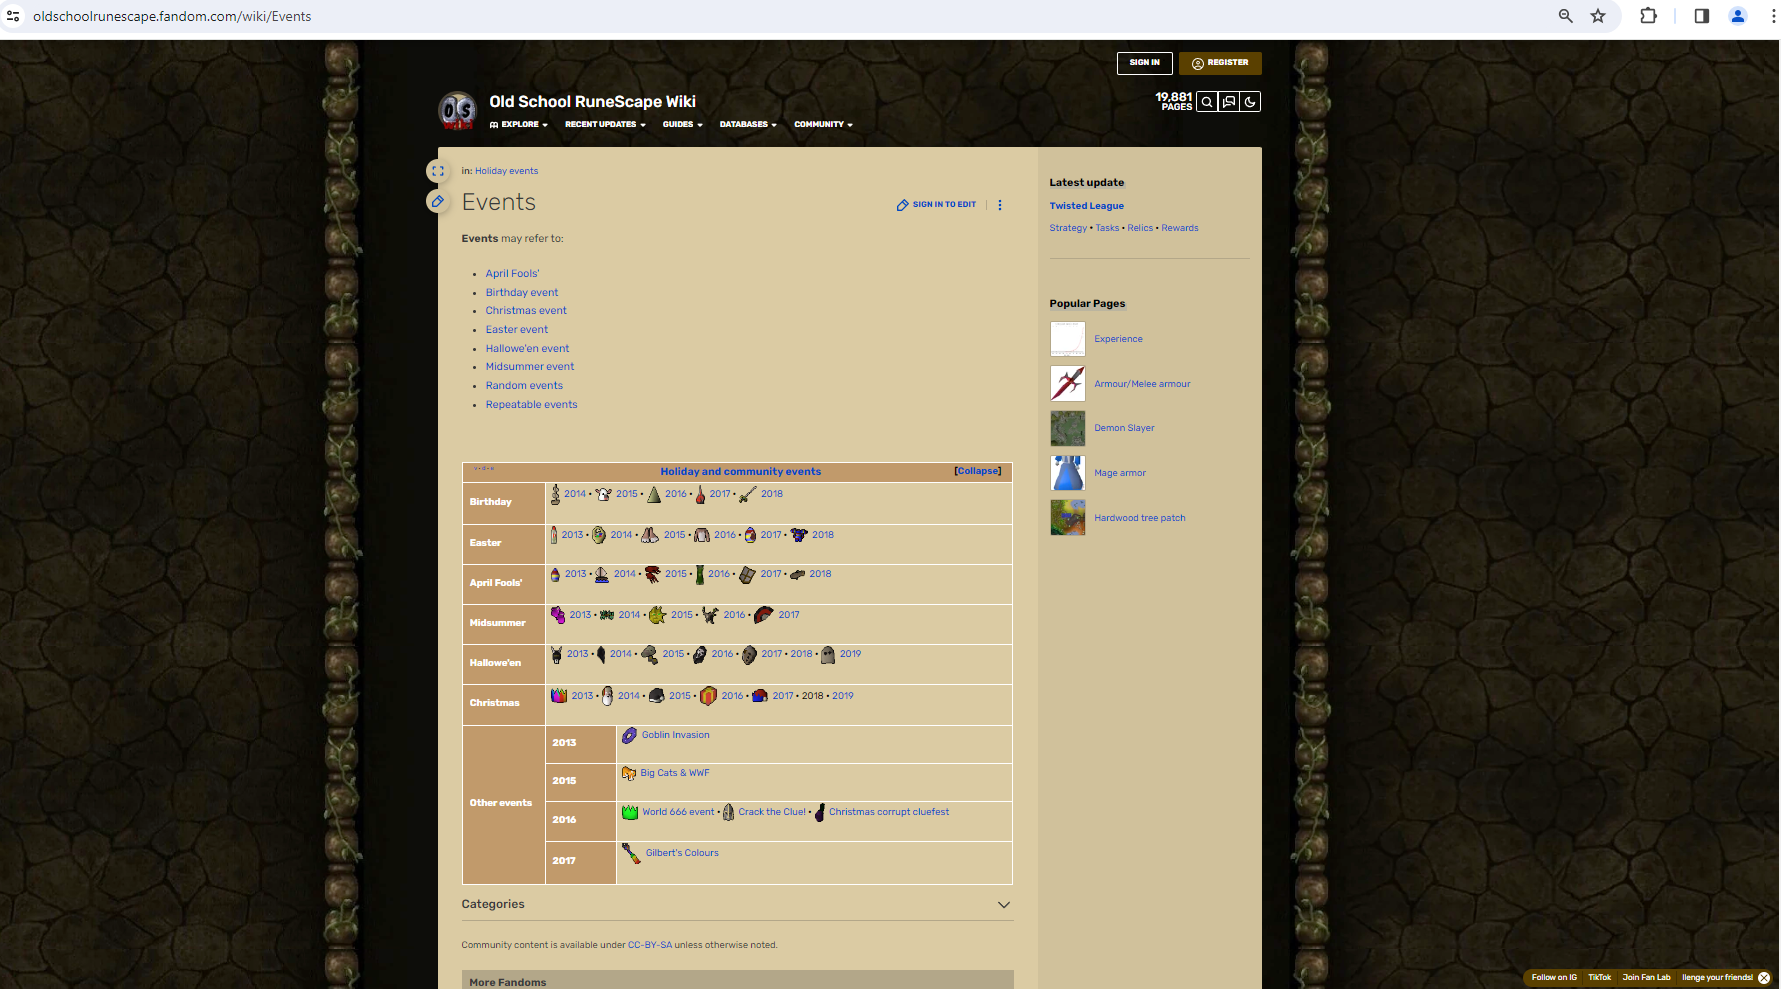 oldschoolrunescape.fandom.com/wiki/Events
SIGN IN
REGISTER
Old School RuneScape Wiki
19,881
PAGES
EXPLORE
RECENT UPDATES
GUIDES
DATABASES
COMMUNITY
in: Holiday events
Events
SIGN IN TO EDIT
Events may refer to:
• April Fools'
• Birthday event
• Christmas event
• Easter event
• Hallowe'en event
• Midsummer event
• Random events
• Repeatable events
v • d • e
Holiday and community events
[Collapse]
Birthday
2014 • 2015 • 2016 • 2017 • 2018
Easter
2013 • 2014 • 2015 • 2016 • 2017 • 2018
April Fools'
2013 • 2014 • 2015 • 2016 • 2017 • 2018
Midsummer
2013 • 2014 • 2015 • 2016 • 2017
Hallowe'en
2013 • 2014 • 2015 • 2016 • 2017 • 2018 • 2019
Christmas
2013 • 2014 • 2015 • 2016 • 2017 • 2018 • 2019
Other events
2013
Goblin Invasion
2015
Big Cats & WWF
2016
World 666 event • Crack the Clue! • Christmas corrupt cluefest
2017
Gilbert's Colours
Categories
Community content is available under CC-BY-SA unless otherwise noted.
More Fandoms
Latest update
Twisted League
Strategy • Tasks • Relics • Rewards
Popular Pages
Experience
Armour/Melee armour
Demon Slayer
Mage armor
Hardwood tree patch
Follow on IG
TikTok
Join Fan Lab
llenge your friends!